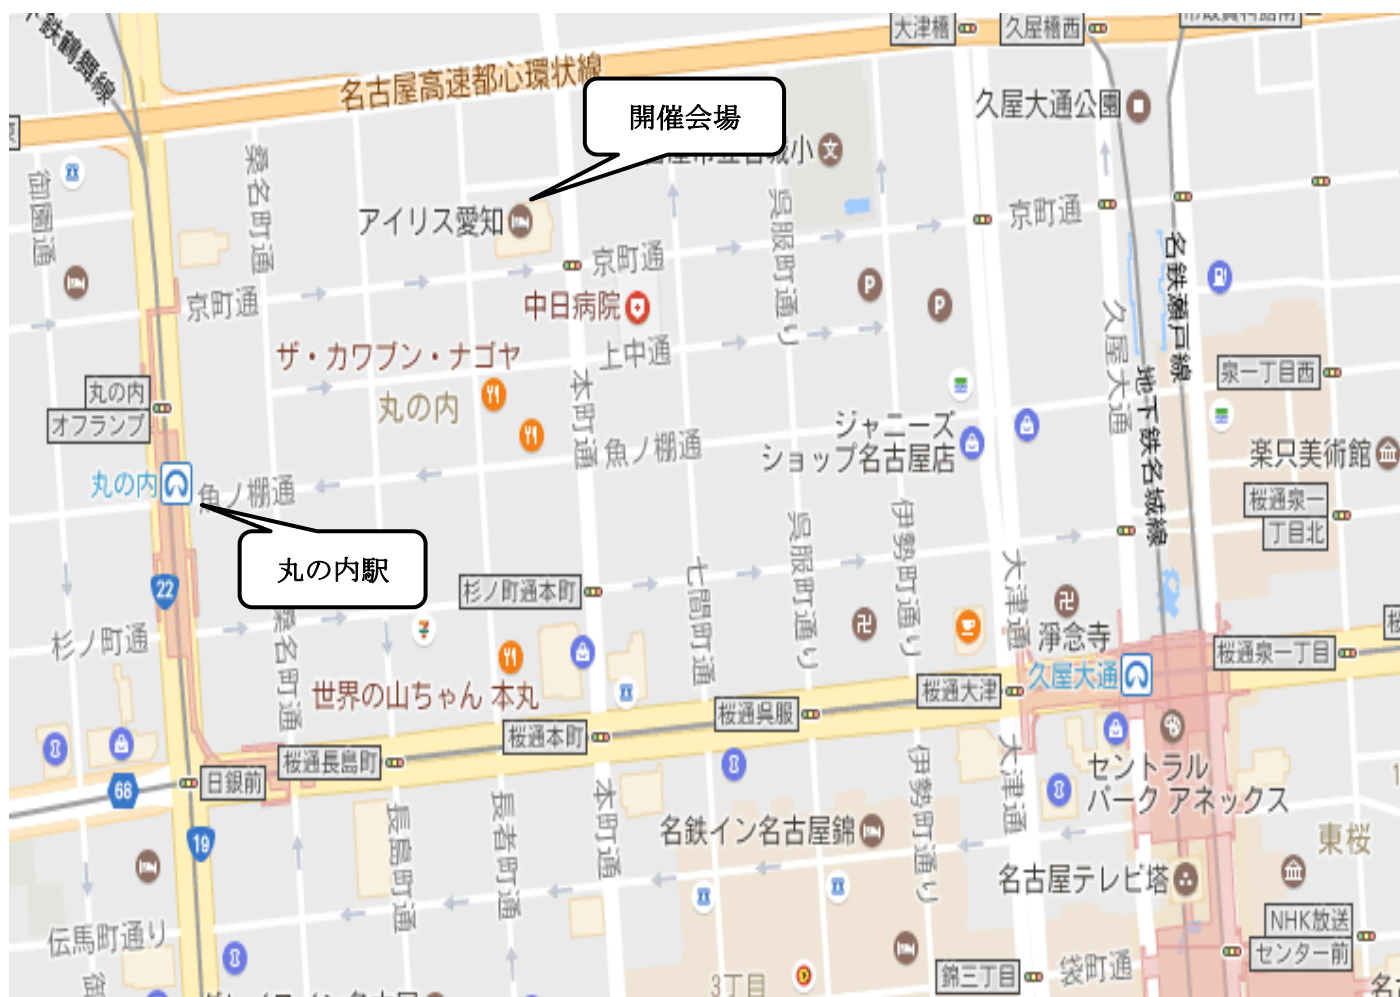 大津橋
久屋橋西
鉄鶴舞線
名古屋高速都心環状線
開催会場
久屋大通公園
桑名町通
御園通
アイリス愛知
呉服町通り
京町通
京町通
京町通
名鉄瀬戸線
中日病院
ザ・カワブン・ナゴヤ
上中通
久屋大通
泉一丁目西
丸の内
オフランプ
丸の内
本町通
地下鉄名城線
ジャニーズ
ショップ名古屋店
魚ノ棚通
楽只美術館
丸の内
魚ノ棚通
桜通泉一
丁目北
伊勢町通り
呉服町通り
丸の内駅
22
杉ノ町通本町
七間町通
大津通
杉ノ町通
桑名町通
淨念寺
桜通泉一丁目
久屋大通
世界の山ちゃん 本丸
桜通大津
桜通呉服
桜通本町
桜通長島町
日銀前
68
19
セントラル
パーク アネックス
大津通
伊勢町通り
本町通
長者町通
長島町通
名鉄イン名古屋錦
東桜
名古屋テレビ塔
NHK放送
センター前
伝馬町通り
袋町通
錦三丁目
3丁目